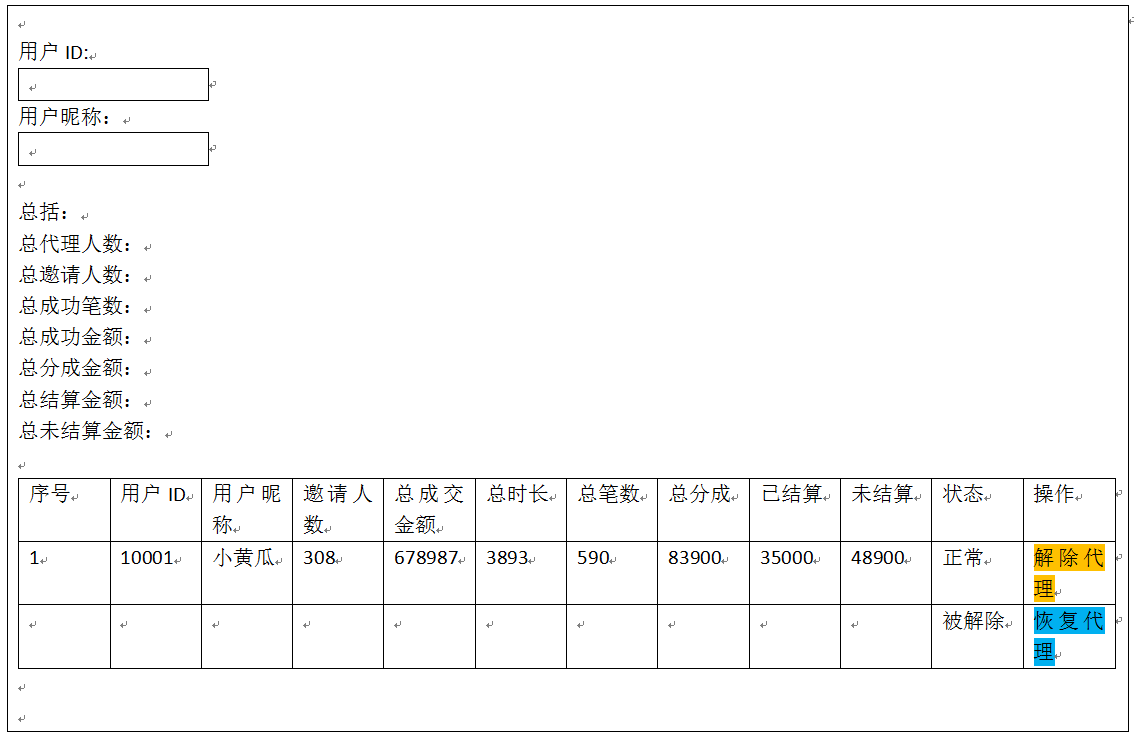 用户 ID:
用户昵称：
总括：
总代理人数：
总邀请人数：
总成功笔数：
总成功金额：
总分成金额：
总结算金额：
总未结算金额：
序号 用户 ID 用户昵称 邀请人数 总成交金额 总时长 总笔数 总分成 已结算 未结算 状态 操作
1 10001 小黄瓜 308 678987 3893 590 83900 35000 48900 正常 解除代理
被解除 恢复代理